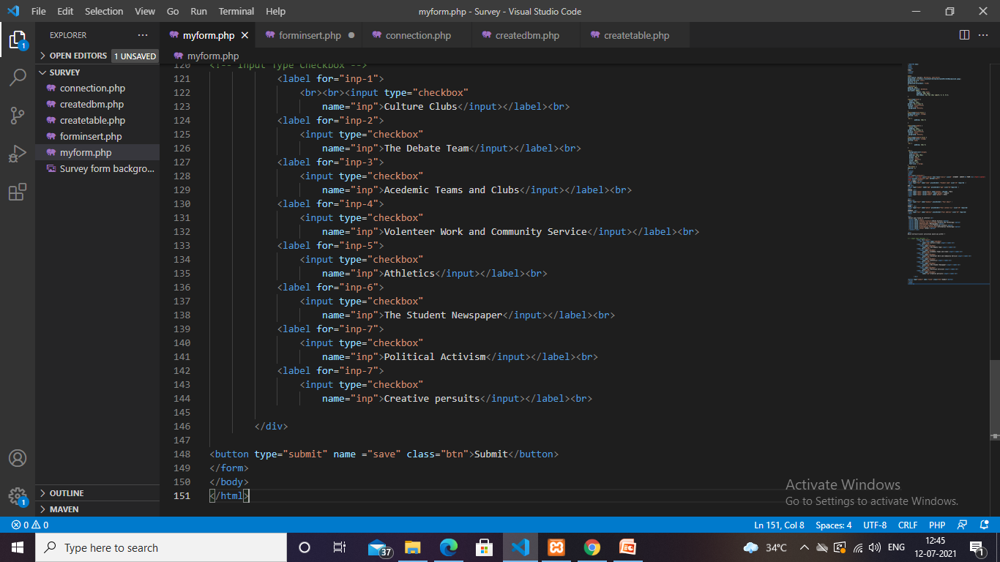 File Edit Selection View Go Run Terminal Help
myform.php - Survey - Visual Studio Code
EXPLORER
OPEN EDITORS 1 UNSAVED
SURVEY
connection.php
createdbm.php
createtable.php
forminsert.php
myform.php
Survey form backgro...
OUTLINE
MAVEN
1
1
myform.php forminsert.php connection.php createdbm.php createtable.php
myform.php
120 <!-- Input Type Checkbox -->
121 <label for="inp-1">
122 <br><br><input type="checkbox"
123 name="inp">Culture Clubs</input></label><br>
124 <label for="inp-2">
125 <input type="checkbox"
126 name="inp">The Debate Team</input></label><br>
127 <label for="inp-3">
128 <input type="checkbox"
129 name="inp">Acedemic Teams and Clubs</input></label><br>
130 <label for="inp-4">
131 <input type="checkbox"
132 name="inp">Volenteer Work and Community Service</input></label><br>
133 <label for="inp-5">
134 <input type="checkbox"
135 name="inp">Athletics</input></label><br>
136 <label for="inp-6">
137 <input type="checkbox"
138 name="inp">The Student Newspaper</input></label><br>
139 <label for="inp-7">
140 <input type="checkbox"
141 name="inp">Political Activism</input></label><br>
142 <label for="inp-7">
143 <input type="checkbox"
144 name="inp">Creative persuits</input></label><br>
145
146 </div>
147
148 <button type="submit" name ="save" class="btn">Submit</button>
149 </form>
150 </body>
151 </html>
Activate Windows
Go to Settings to activate Windows.
0 0 Ln 151, Col 8 Spaces: 4 UTF-8 CRLF PHP
Type here to search
37
34°C ENG
12:45
12-07-2021
1